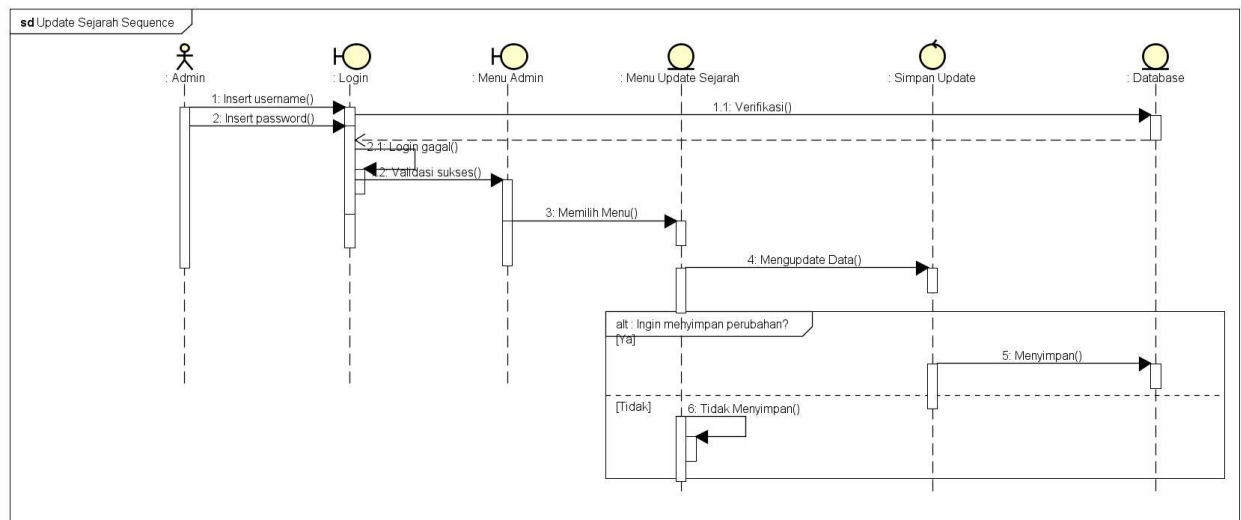 sd Update Sejarah Sequence
: Admin
: Login
: Menu Admin
: Menu Update Sejarah
: Simpan Update
: Database
1: Insert username()
1.1: Verifikasi()
2: Insert password()
2.1: Login gagal()
2: Validasi sukses()
3: Memilih Menu()
4: Mengupdate Data()
alt : Ingin menyimpan perubahan?
[Ya]
5: Menyimpan()
[Tidak]
6: Tidak Menyimpan()